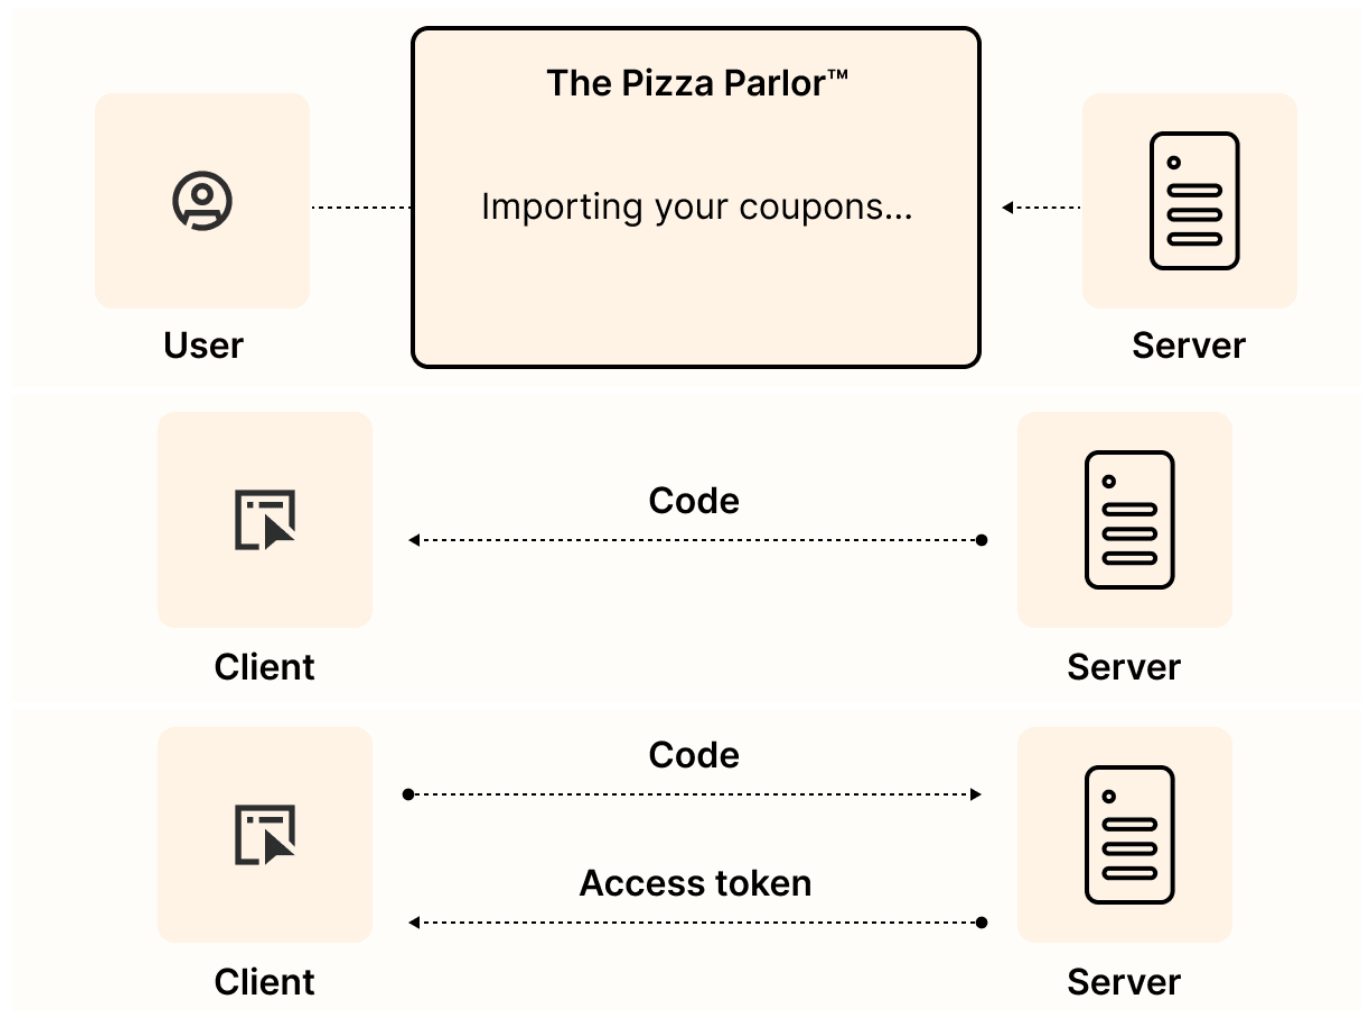 The Pizza Parlor™
Importing your coupons...
User
Server
Code
Client
Server
Code
Access token
Client
Server